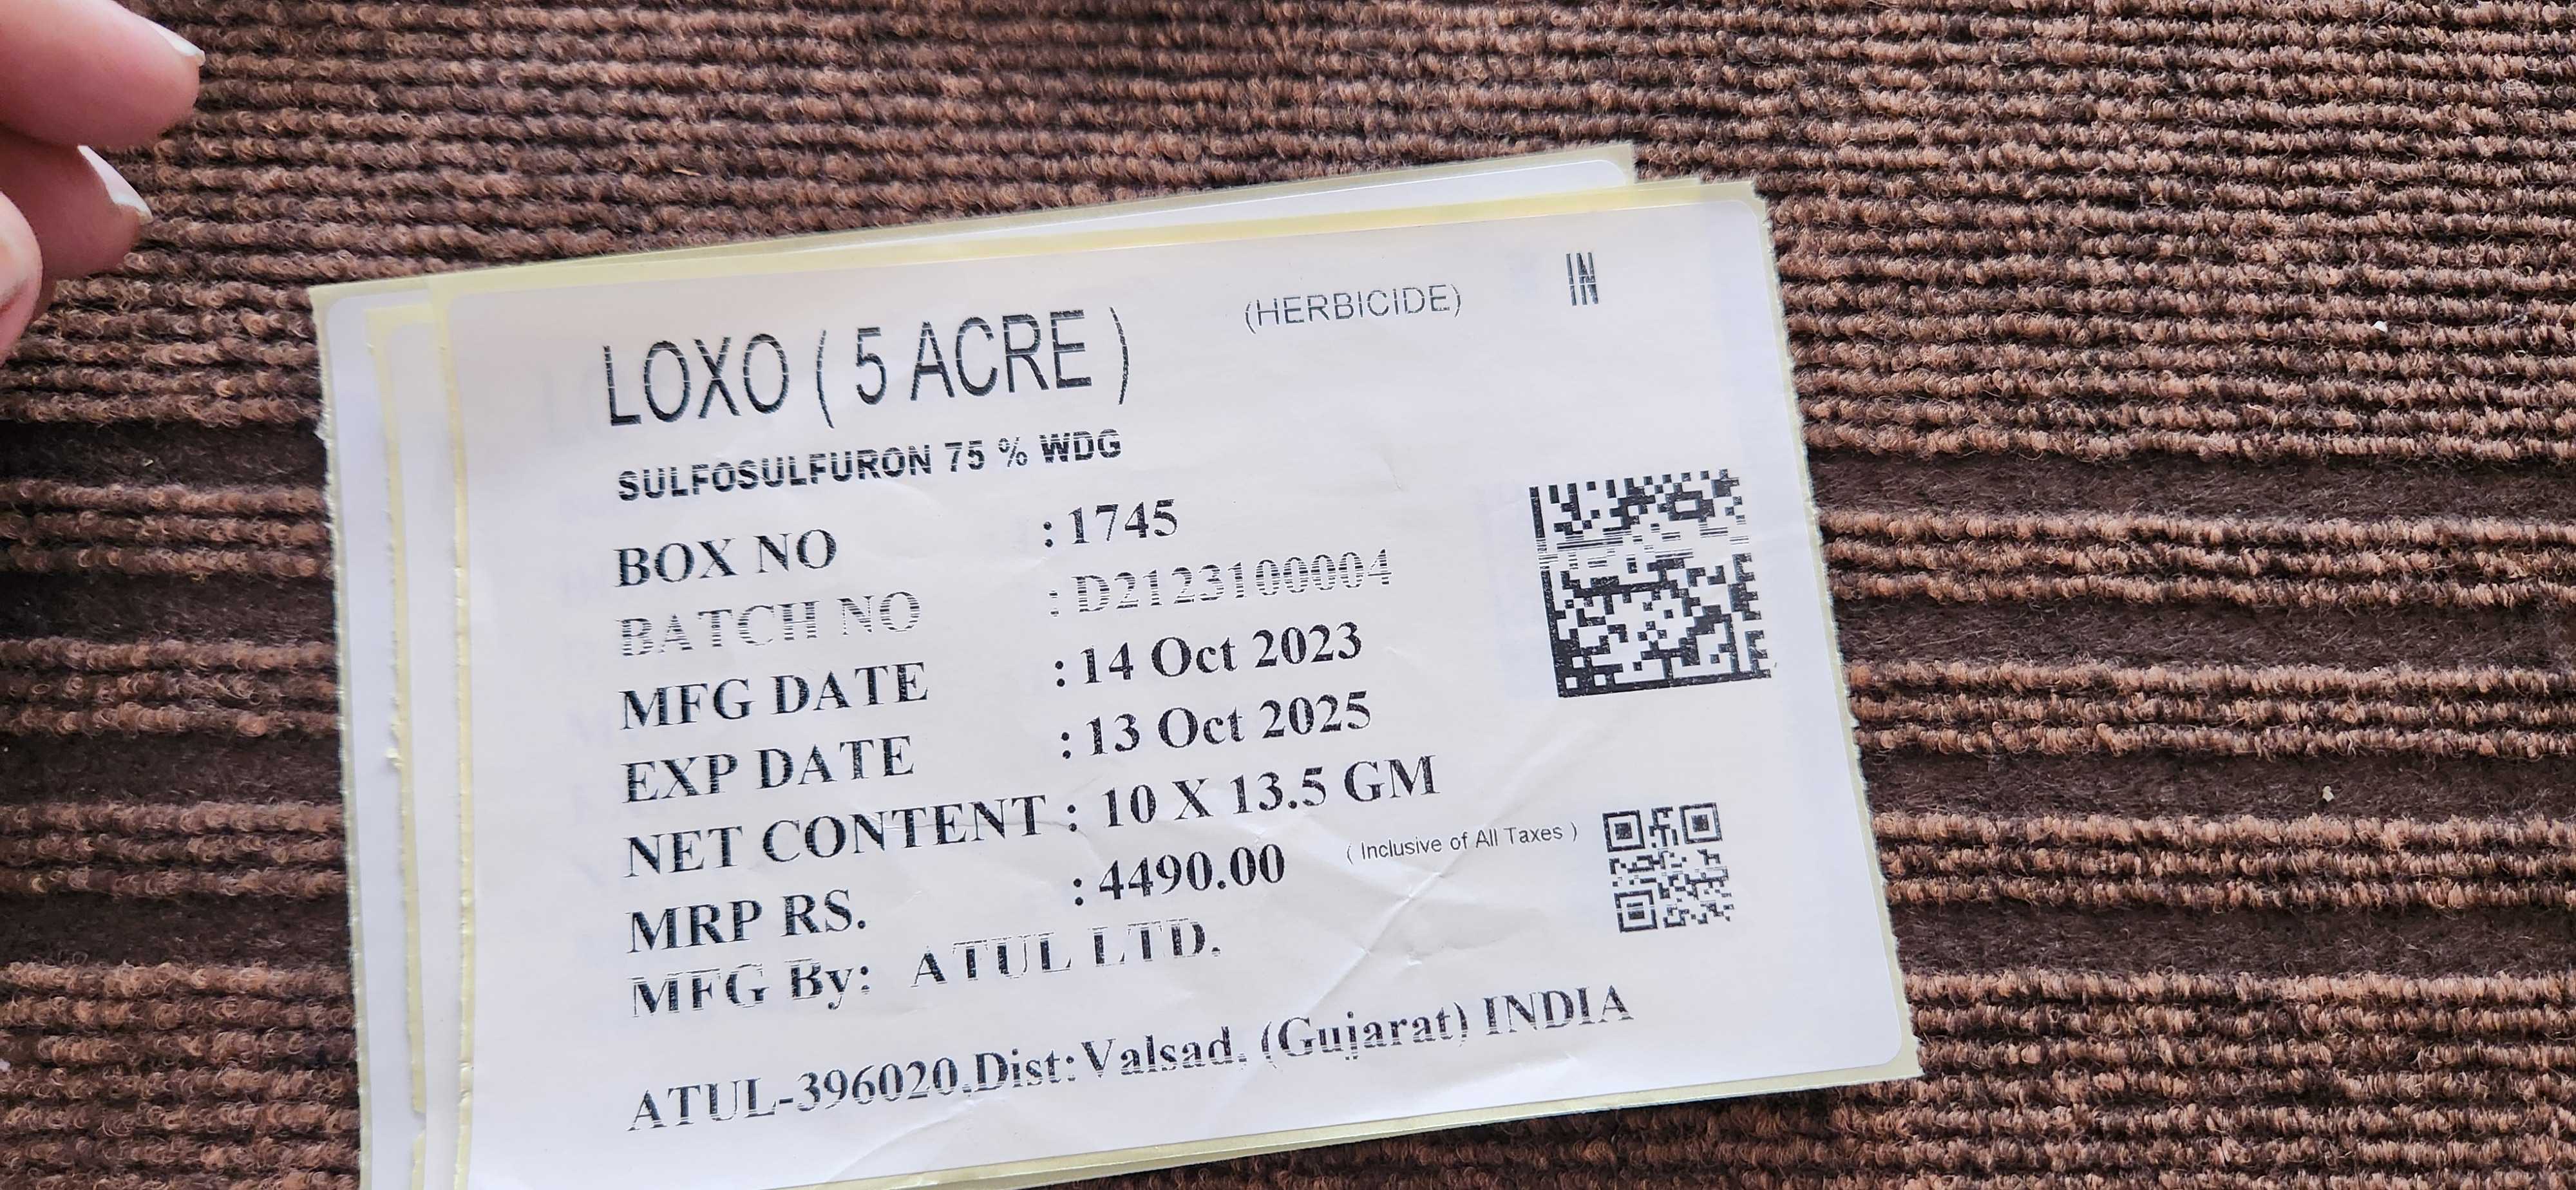 LOXO ( 5 ACRE ) (HERBICIDE) IN
SULFOSULFURON 75 % WDG
BOX NO : 1745
BATCH NO : D2123100004
MFG DATE : 14 Oct 2023
EXP DATE : 13 Oct 2025
NET CONTENT : 10 X 13.5 GM
MRP RS. : 4490.00 ( Inclusive of All Taxes )
MFG By: ATUL LTD.
ATUL-396020,Dist:Valsad, (Gujarat) INDIA